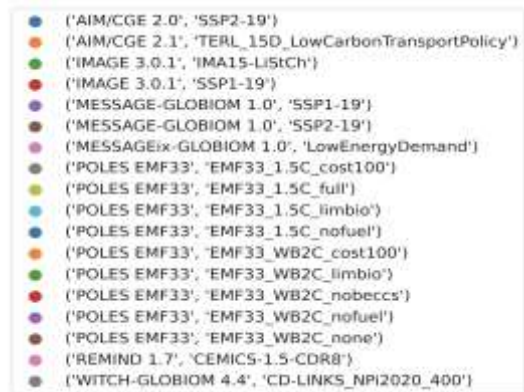 ('AIM/CGE 2.0', 'SSP2-19')
('AIM/CGE 2.1', 'TERL_15D_LowCarbonTransportPolicy')
('IMAGE 3.0.1', 'IMA15-LiStCh')
('IMAGE 3.0.1', 'SSP1-19')
('MESSAGE-GLOBIOM 1.0', 'SSP1-19')
('MESSAGE-GLOBIOM 1.0', 'SSP2-19')
('MESSAGEix-GLOBIOM 1.0', 'LowEnergyDemand')
('POLES EMF33', 'EMF33_1.5C_cost100')
('POLES EMF33', 'EMF33_1.5C_full')
('POLES EMF33', 'EMF33_1.5C_limbio')
('POLES EMF33', 'EMF33_1.5C_nofuel')
('POLES EMF33', 'EMF33_WB2C_cost100')
('POLES EMF33', 'EMF33_WB2C_limbio')
('POLES EMF33', 'EMF33_WB2C_nobeccs')
('POLES EMF33', 'EMF33_WB2C_nofuel')
('POLES EMF33', 'EMF33_WB2C_none')
('REMIND 1.7', 'CEMICS-1.5-CDR8')
('WITCH-GLOBIOM 4.4', 'CD-LINKS_NPI2020_400')